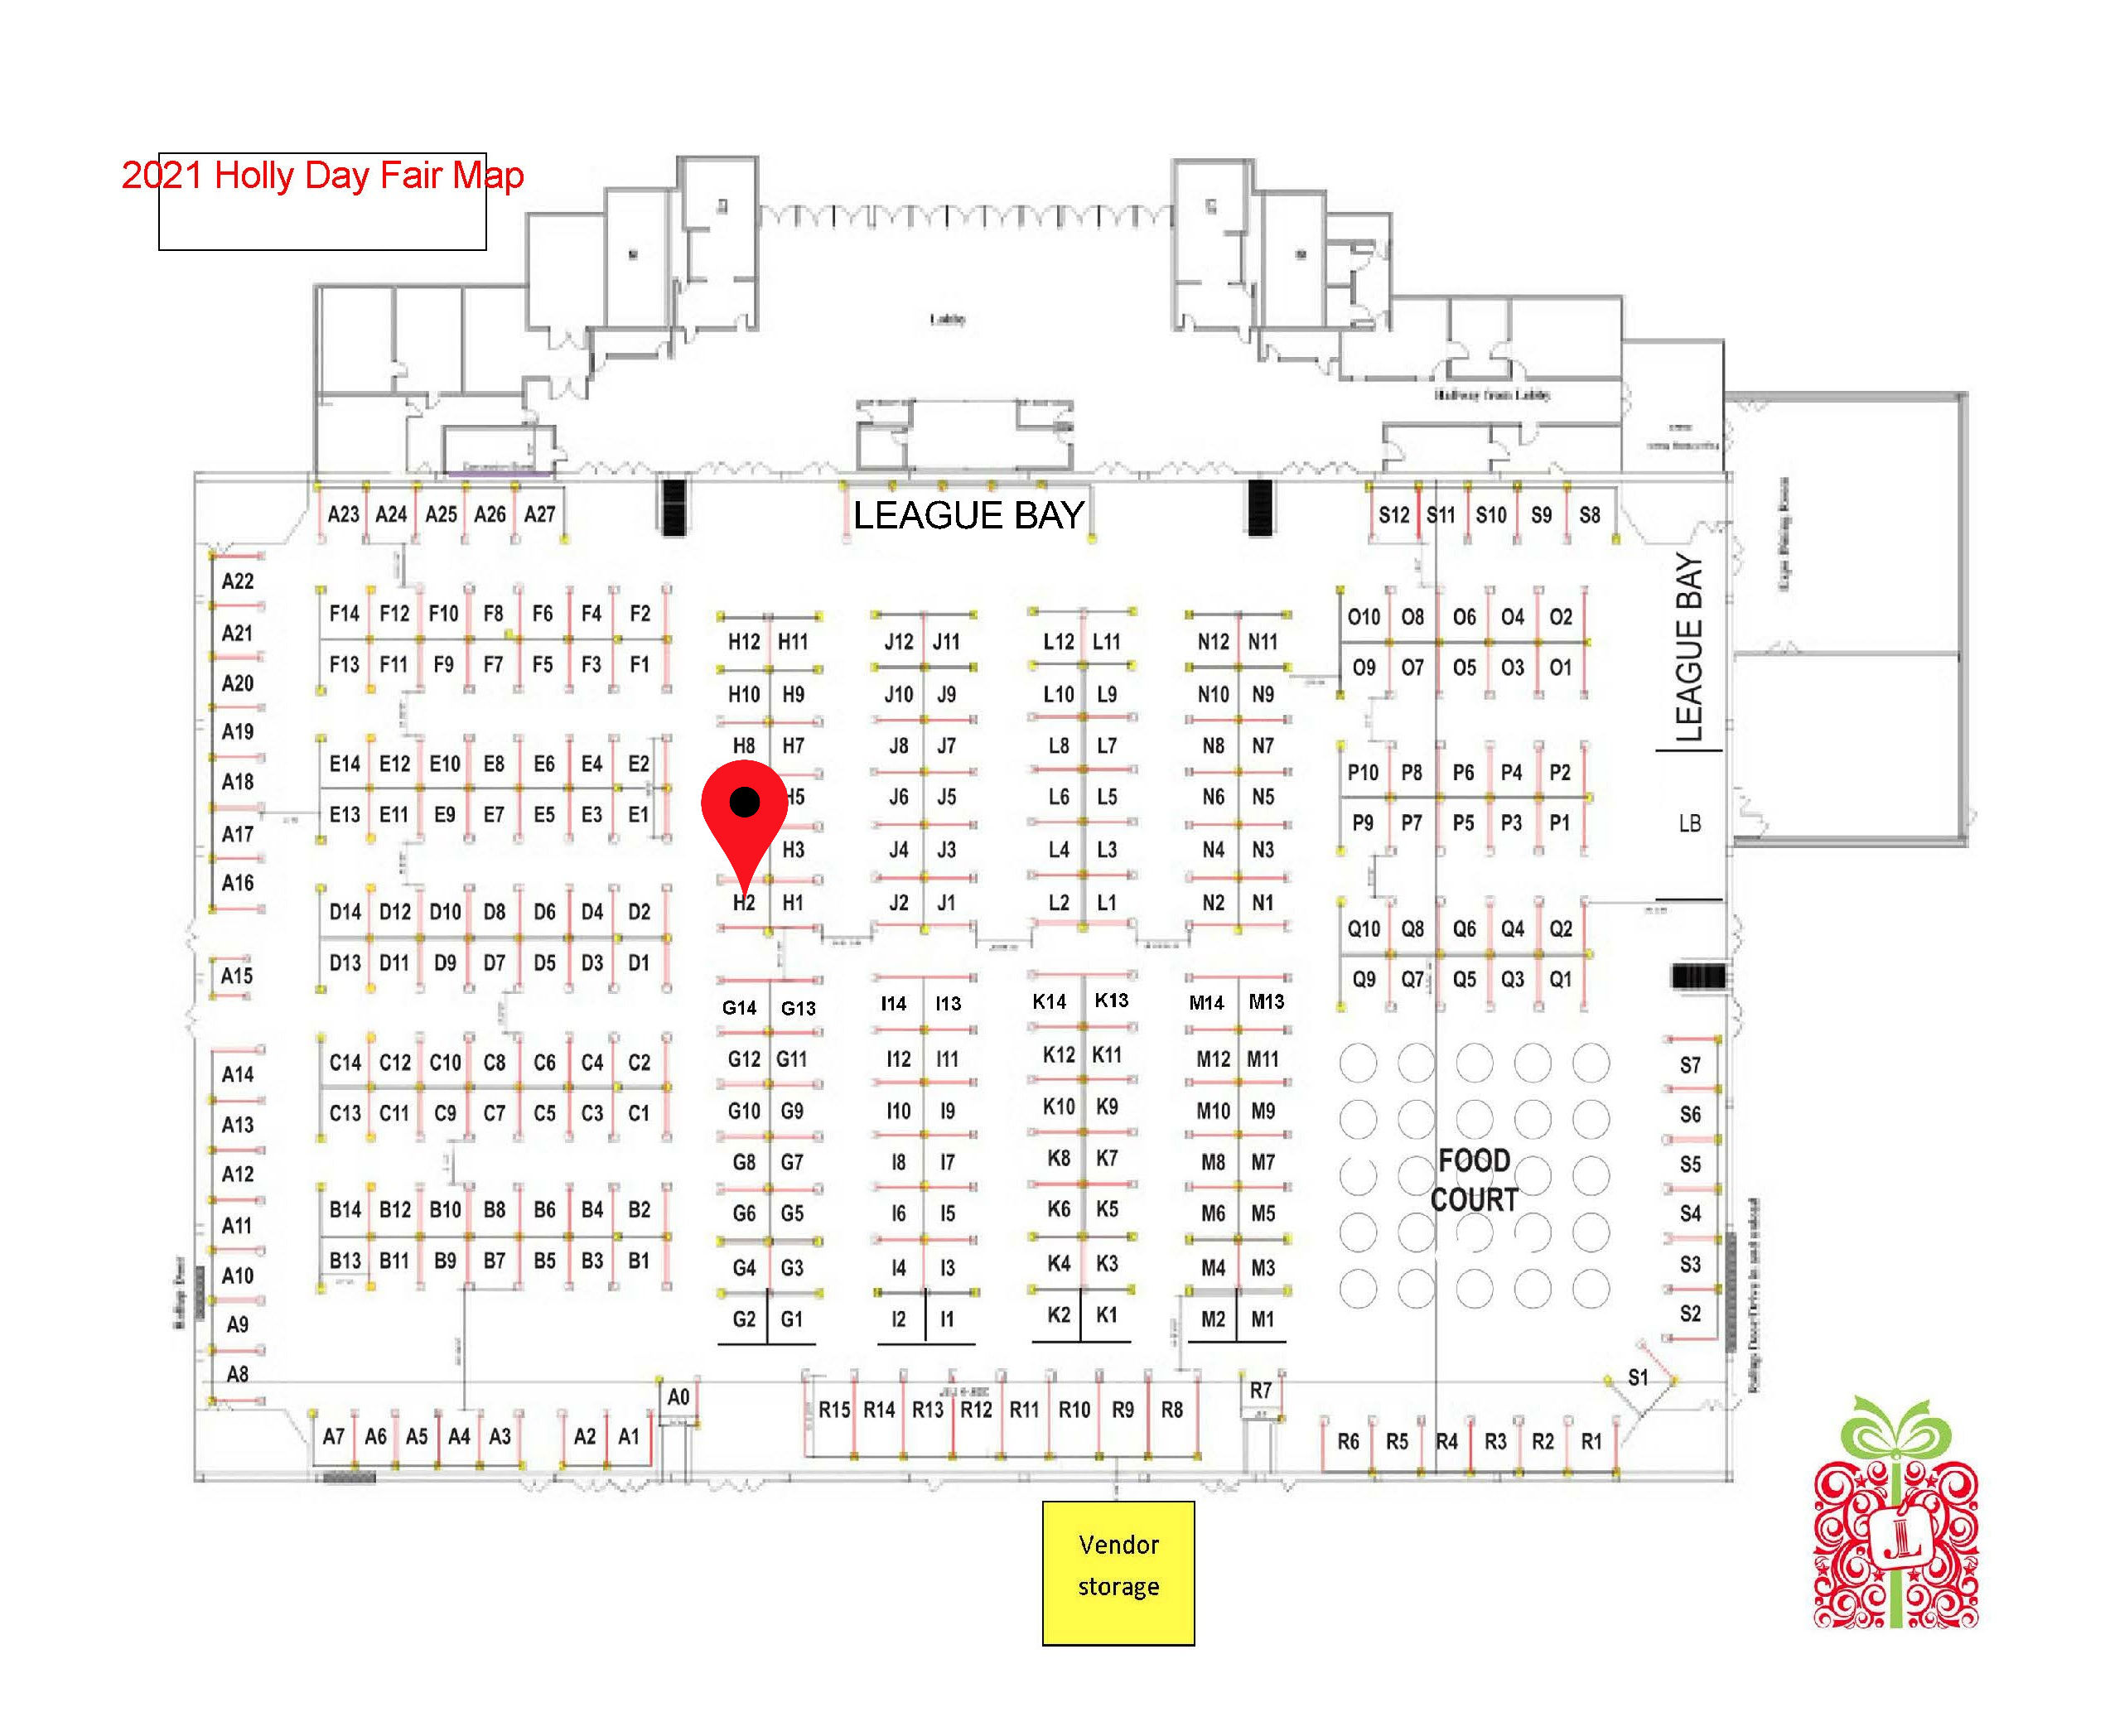 2021 Holly Day Fair Map
Lobby
Hallway from Lobby
LEAGUE BAY
A23 A24 A25 A26 A27
S12 S11 S10 S9 S8
A22
A21
A20
A19
A18
A17
A16
A15
A14
A13
A12
A11
A10
A9
A8
F14 F12 F10 F8 F6 F4 F2
F13 F11 F9 F7 F5 F3 F1
E14 E12 E10 E8 E6 E4 E2
E13 E11 E9 E7 E5 E3 E1
D14 D12 D10 D8 D6 D4 D2
D13 D11 D9 D7 D5 D3 D1
C14 C12 C10 C8 C6 C4 C2
C13 C11 C9 C7 C5 C3 C1
B14 B12 B10 B8 B6 B4 B2
B13 B11 B9 B7 B5 B3 B1
H12 H11
H10 H9
H8 H7
H5
H3
H2 H1
G14 G13
G12 G11
G10 G9
G8 G7
G6 G5
G4 G3
G2 G1
J12 J11
J10 J9
J8 J7
J6 J5
J4 J3
J2 J1
I14 I13
I12 I11
I10 I9
I8 I7
I6 I5
I4 I3
I2 I1
L12 L11
L10 L9
L8 L7
L6 L5
L4 L3
L2 L1
K14 K13
K12 K11
K10 K9
K8 K7
K6 K5
K4 K3
K2 K1
N12 N11
N10 N9
N8 N7
N6 N5
N4 N3
N2 N1
M14 M13
M12 M11
M10 M9
M8 M7
M6 M5
M4 M3
M2 M1
O10 O8 O6 O4 O2
O9 O7 O5 O3 O1
P10 P8 P6 P4 P2
P9 P7 P5 P3 P1
Q10 Q8 Q6 Q4 Q2
Q9 Q7 Q5 Q3 Q1
LEAGUE BAY
LB
FOOD
COURT
S7
S6
S5
S4
S3
S2
S1
A7 A6 A5 A4 A3 A2 A1
A0
R15 R14 R13 R12 R11 R10 R9 R8
R7
R6 R5 R4 R3 R2 R1
Vendor
storage
JL